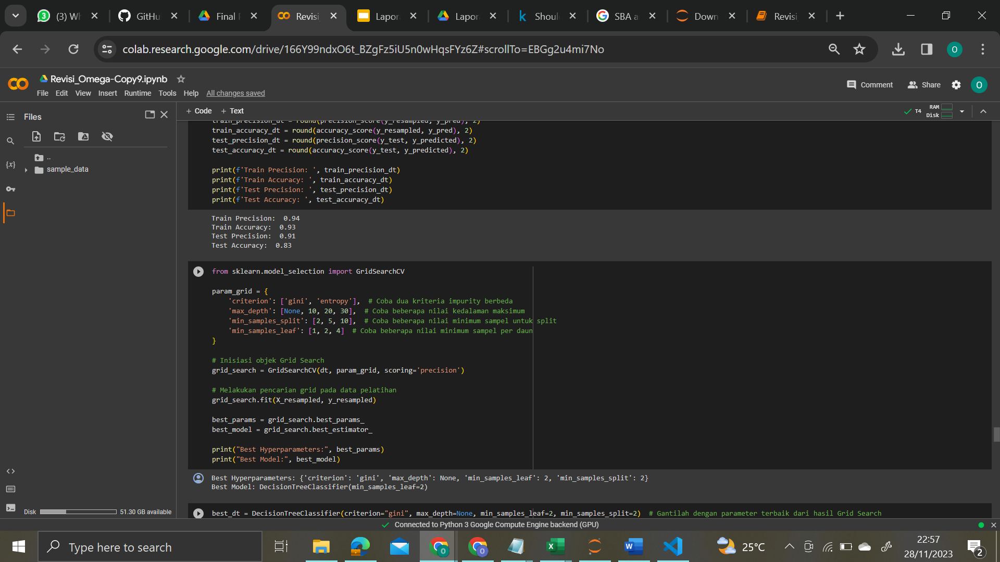 (3) Wh
GitHu
Final
Revisi
Lapor
Lapor
Shoul
SBA a
Down
Revisi
colab.research.google.com/drive/166Y99ndxO6t_BZgFz5iU5n0wHqsFYz6Z#scrollTo=EBGg2u4mi7No
O
Revisi_Omega-Copy9.ipynb
File Edit View Insert Runtime Tools Help All changes saved
Comment Share O
Files
+ Code + Text
T4 RAM
Disk
..
sample_data
{x}
train_precision_dt = round(precision_score(y_resampled, y_pred), 2)
train_accuracy_dt = round(accuracy_score(y_resampled, y_pred), 2)
test_precision_dt = round(precision_score(y_test, y_predicted), 2)
test_accuracy_dt = round(accuracy_score(y_test, y_predicted), 2)
print(f'Train Precision: ', train_precision_dt)
print(f'Train Accuracy: ', train_accuracy_dt)
print(f'Test Precision: ', test_precision_dt)
print(f'Test Accuracy: ', test_accuracy_dt)
Train Precision:  0.94
Train Accuracy:  0.93
Test Precision:  0.91
Test Accuracy:  0.83
from sklearn.model_selection import GridSearchCV
param_grid = {
'criterion': ['gini', 'entropy'],  # Coba dua kriteria impurity berbeda
'max_depth': [None, 10, 20, 30],  # Coba beberapa nilai kedalaman maksimum
'min_samples_split': [2, 5, 10],  # Coba beberapa nilai minimum sampel untuk split
'min_samples_leaf': [1, 2, 4]  # Coba beberapa nilai minimum sampel per daun
}
# Inisiasi objek Grid Search
grid_search = GridSearchCV(dt, param_grid, scoring='precision')
# Melakukan pencarian grid pada data pelatihan
grid_search.fit(X_resampled, y_resampled)
best_params = grid_search.best_params_
best_model = grid_search.best_estimator_
print("Best Hyperparameters:", best_params)
print("Best Model:", best_model)
Best Hyperparameters: {'criterion': 'gini', 'max_depth': None, 'min_samples_leaf': 2, 'min_samples_split': 2}
Best Model: DecisionTreeClassifier(min_samples_leaf=2)
best_dt = DecisionTreeClassifier(criterion="gini", max_depth=None, min_samples_leaf=2, min_samples_split=2)  # Gantilah dengan parameter terbaik dari hasil Grid Search
Disk 51.30 GB available
Connected to Python 3 Google Compute Engine backend (GPU)
Type here to search
25°C
22:57
28/11/2023
2